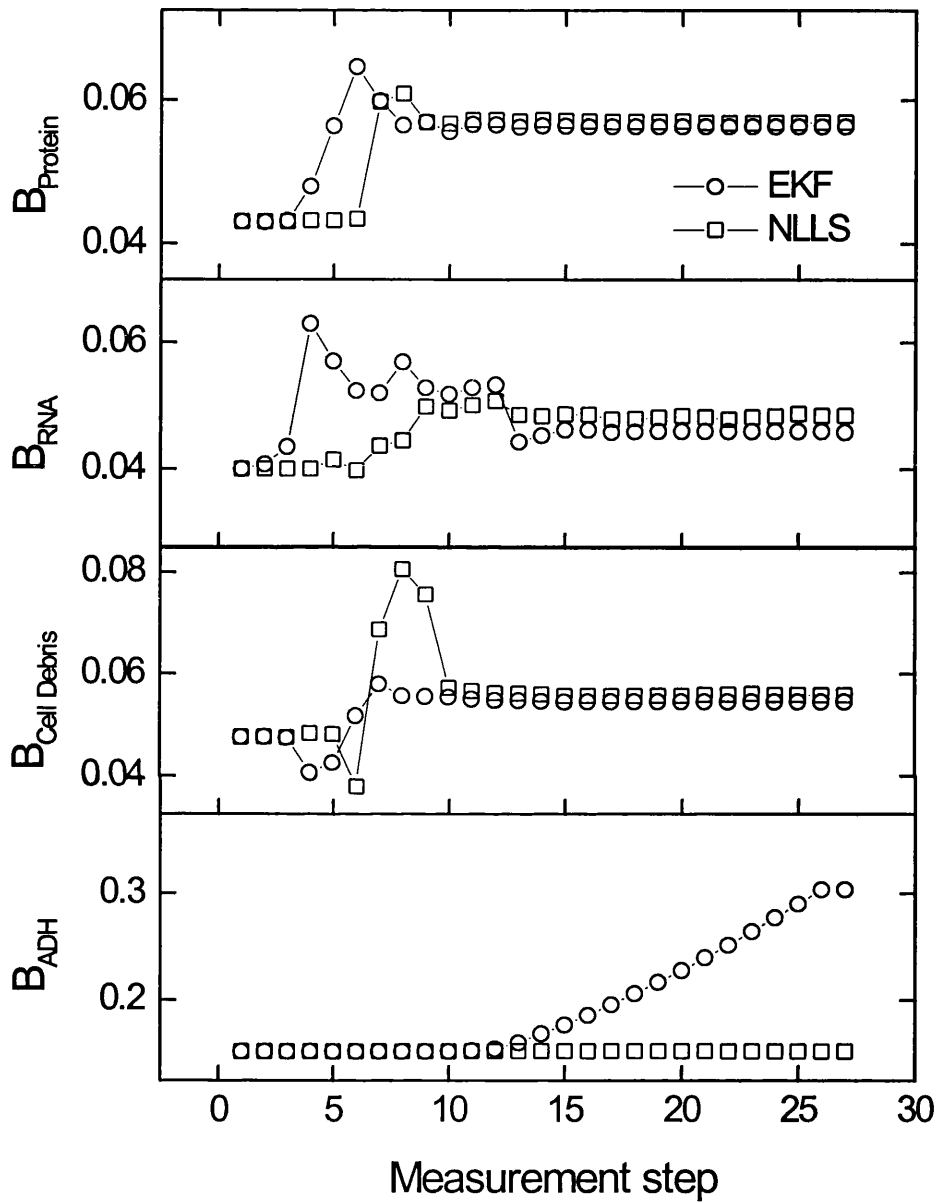 B_Protein
0.06
0.04
EKF
NLLS
B_RNA
0.06
0.04
B_Cell Debris
0.08
0.06
0.04
B_ADH
0.3
0.2
0 5 10 15 20 25 30
Measurement step